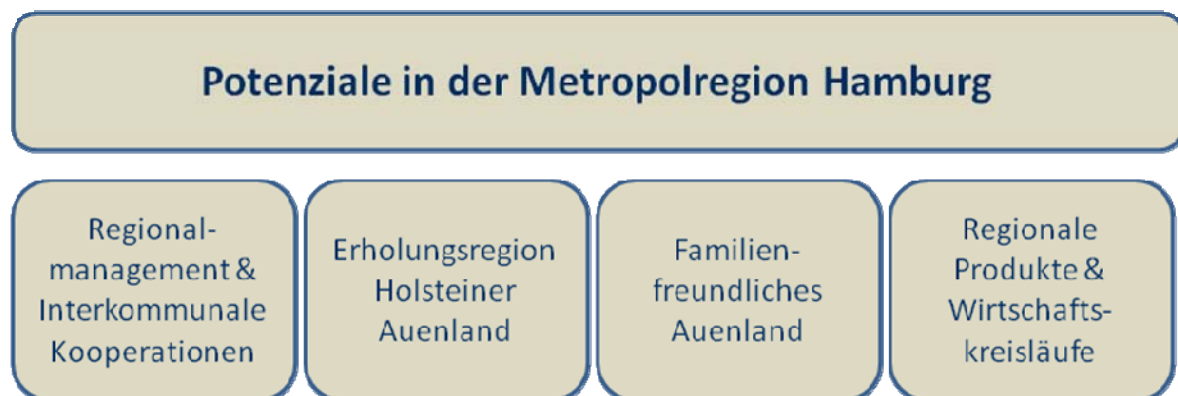 Potenziale in der Metropolregion Hamburg
Regional-
management &
Interkommunale
Kooperationen
Erholungsregion
Holsteiner
Auenland
Familien-
freundliches
Auenland
Regionale
Produkte &
Wirtschafts-
kreisläufe